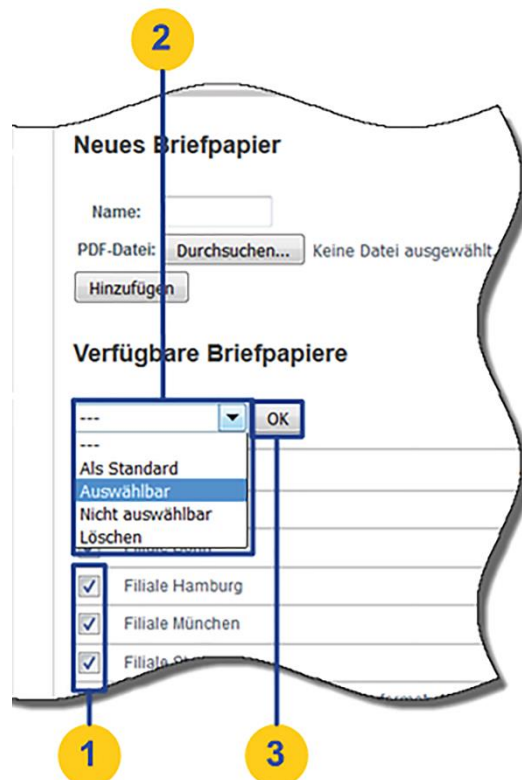 2
Neues Briefpapier
Name:
PDF-Datei: Durchsuchen... Keine Datei ausgewählt
Hinzufügen
Verfügbare Briefpapiere
--- OK
---
Als Standard
Auswählbar
Nicht auswählbar
Löschen
Filiale Hamburg
Filiale München
Filiale
1 3